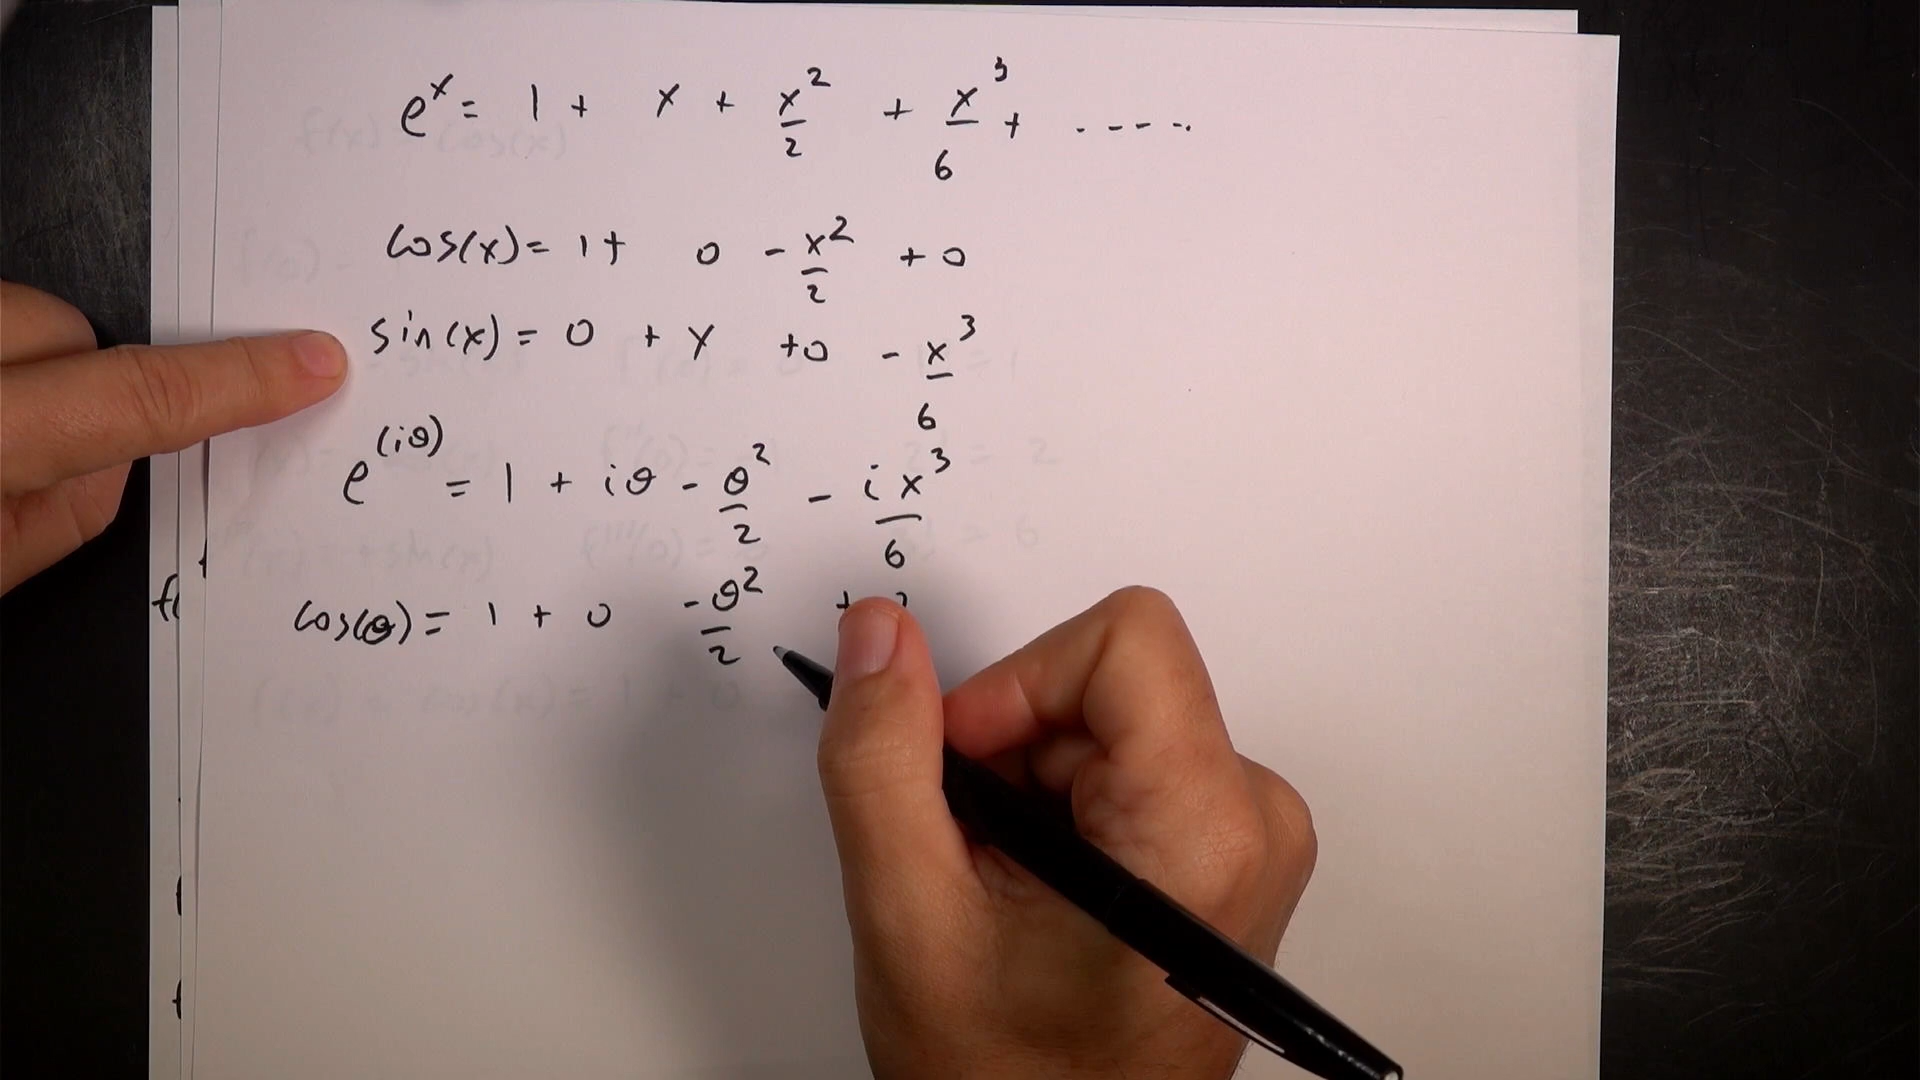 e^x = 1 + x + x^2/2 + x^3/6 + .....
cos(x) = 1 + 0 - x^2/2 + 0
sin(x) = 0 + x + 0 - x^3/6
e^(iθ) = 1 + iθ - θ^2/2 - ix^3/6
cos(θ) = 1 + 0 - θ^2/2 +